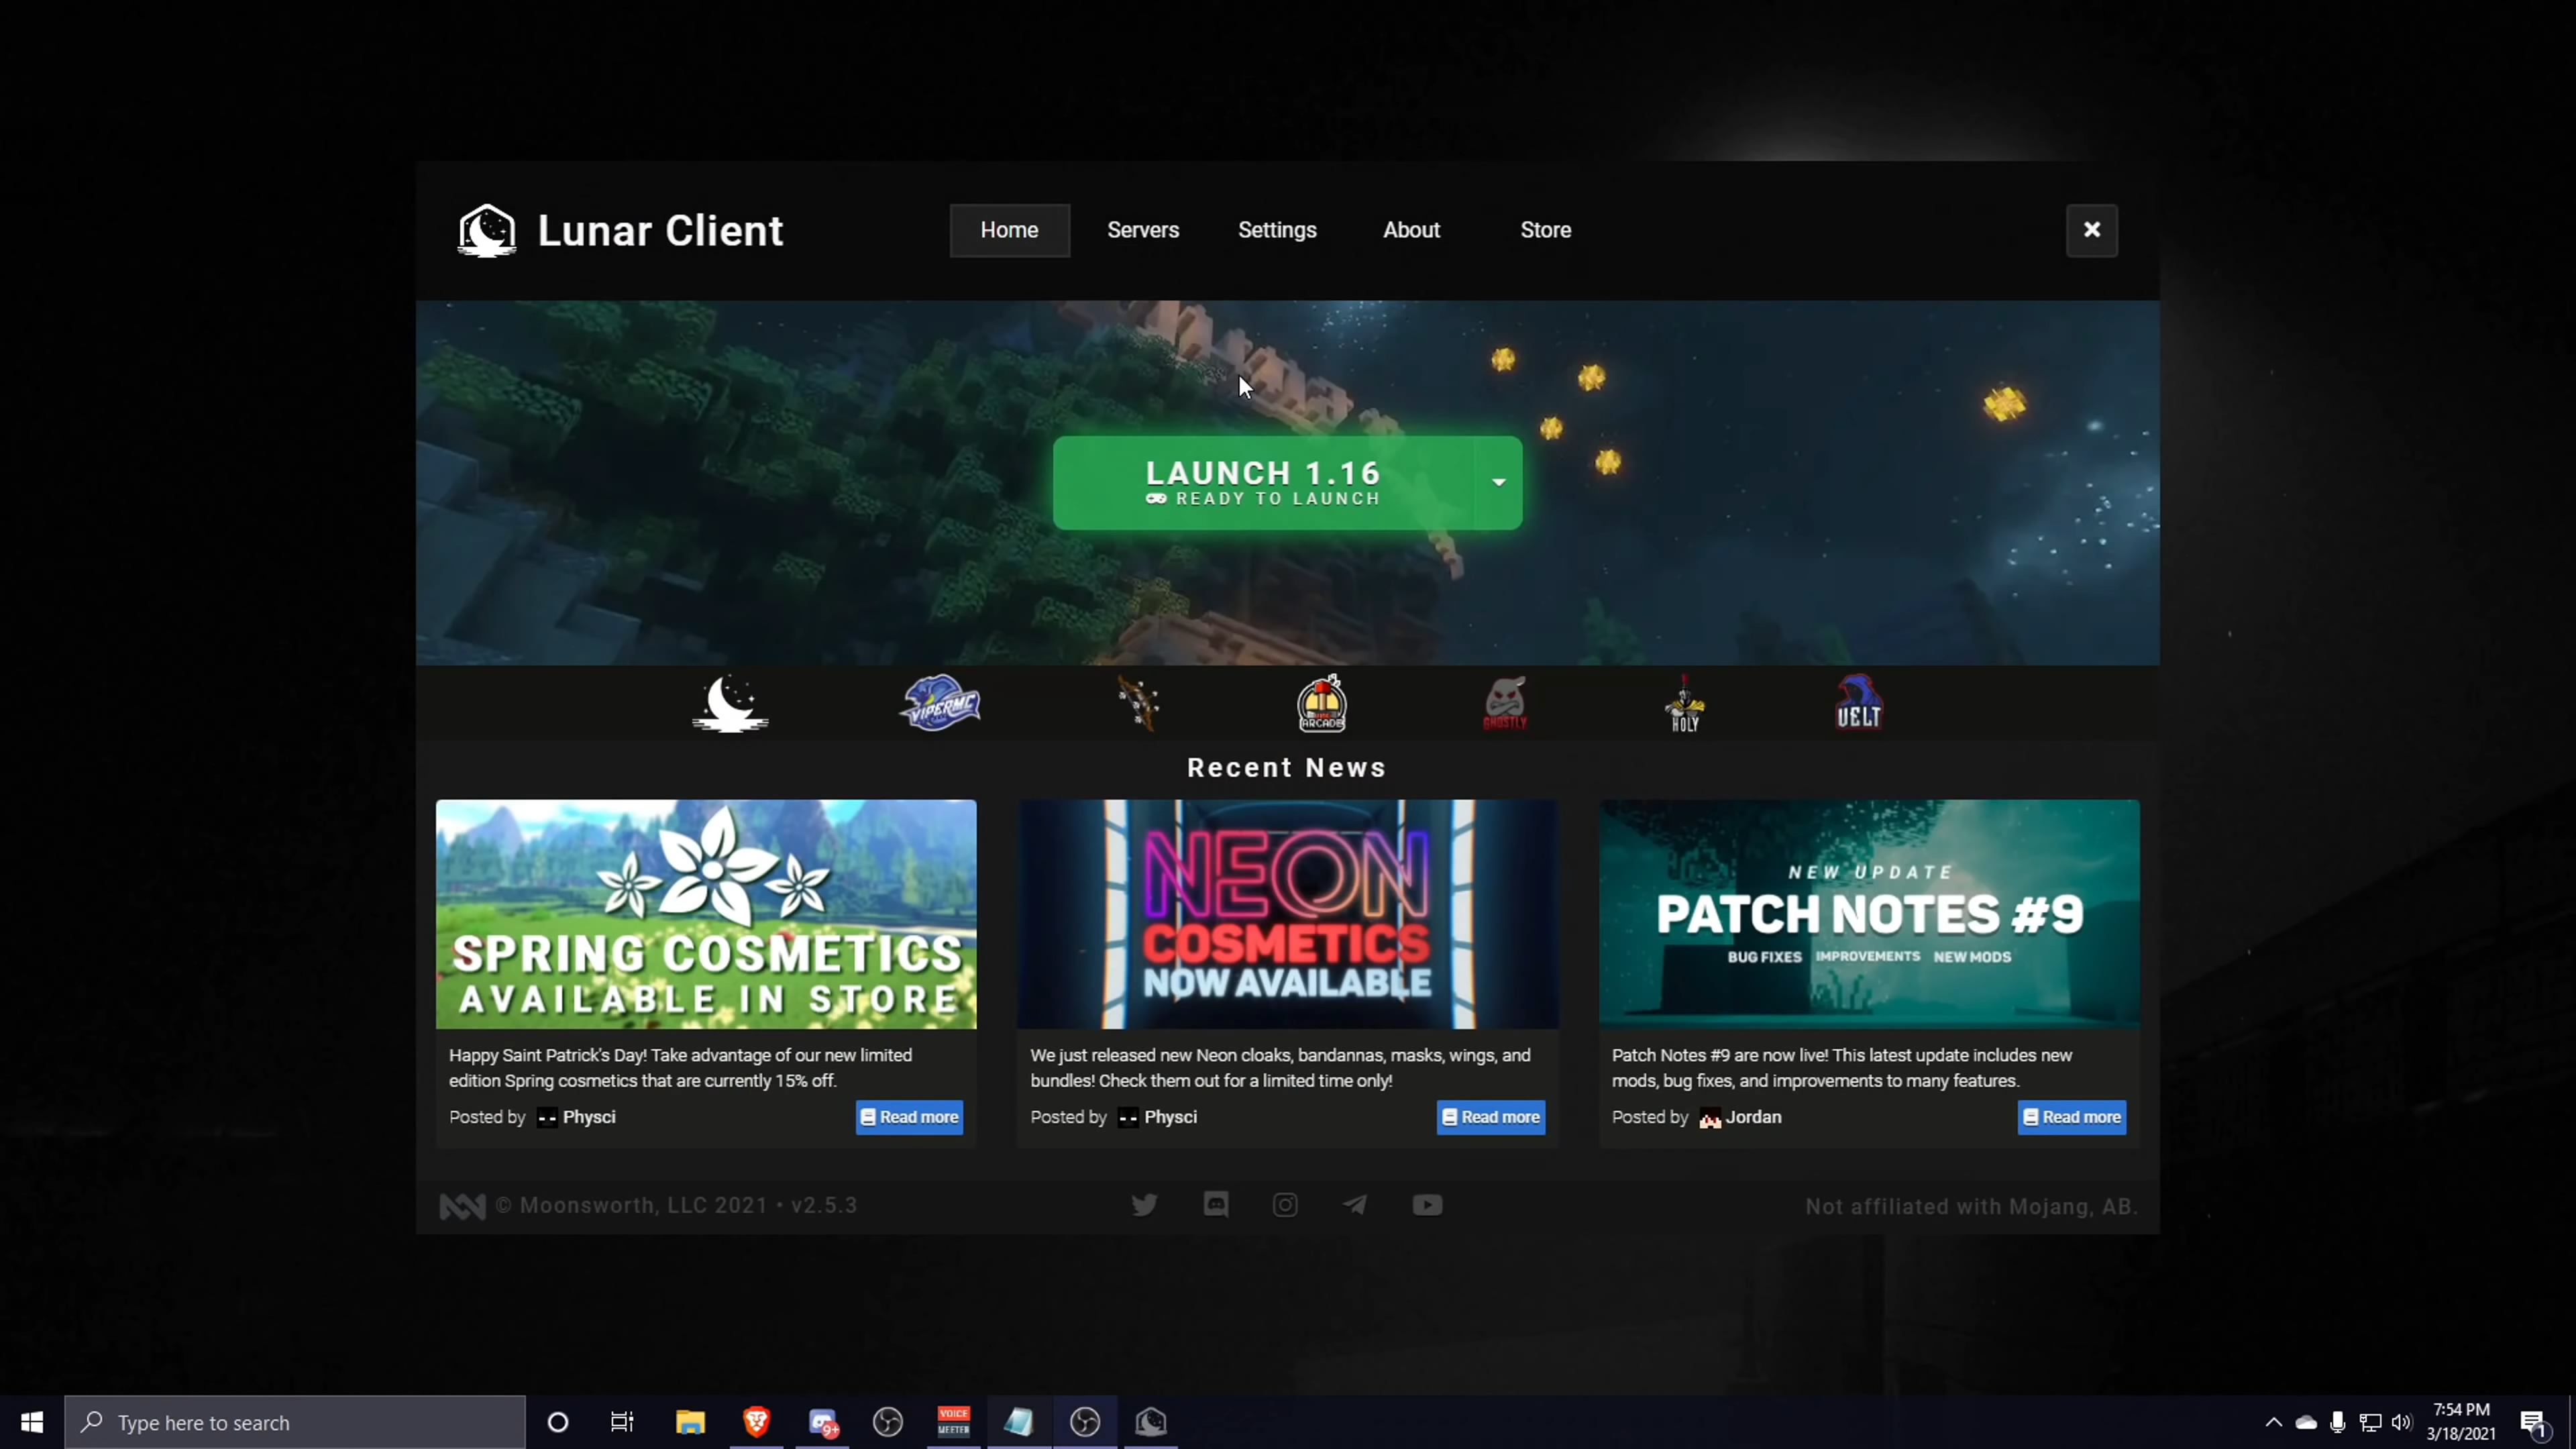 Lunar Client
Home
Servers
Settings
About
Store
LAUNCH 1.16
READY TO LAUNCH
VIPERMC
ARCADE
GHOSTLY
HOLY
VELT
Recent News
SPRING COSMETICS
AVAILABLE IN STORE
Happy Saint Patrick's Day! Take advantage of our new limited
edition Spring cosmetics that are currently 15% off.
Posted by Physci
Read more
NEON
COSMETICS
NOW AVAILABLE
We just released new Neon cloaks, bandannas, masks, wings, and
bundles! Check them out for a limited time only!
Posted by Physci
Read more
NEW UPDATE
PATCH NOTES #9
BUG FIXES IMPROVEMENTS NEW MODS
Patch Notes #9 are now live! This latest update includes new
mods, bug fixes, and improvements to many features.
Posted by Jordan
Read more
© Moonsworth, LLC 2021 • v2.5.3
Not affiliated with Mojang, AB.
Type here to search
9+
VOICE
MEETER
7:54 PM
3/18/2021
1